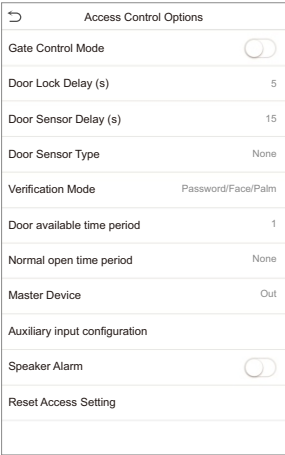 Access Control Options
Gate Control Mode
Door Lock Delay (s) 5
Door Sensor Delay (s) 15
Door Sensor Type None
Verification Mode Password/Face/Palm
Door available time period 1
Normal open time period None
Master Device Out
Auxiliary input configuration
Speaker Alarm
Reset Access Setting